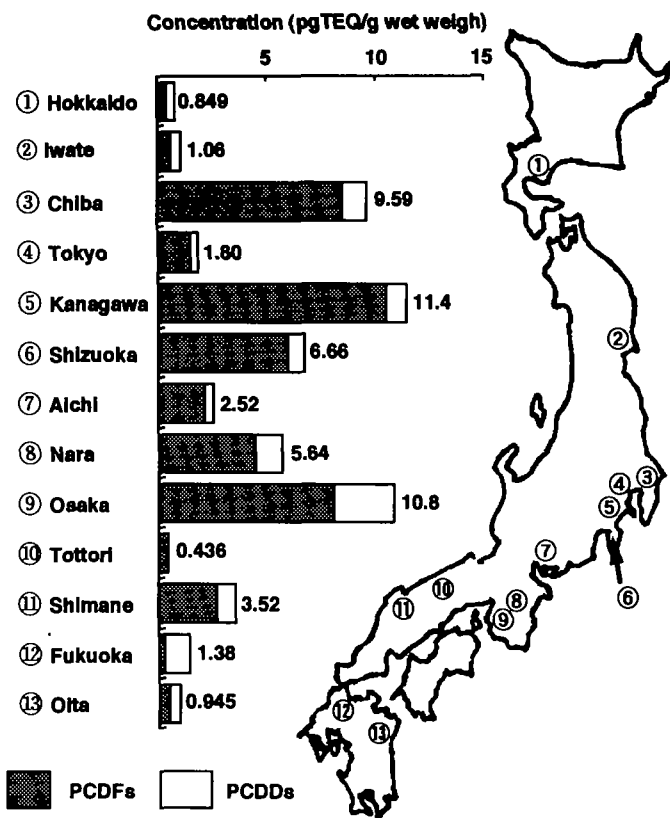 Concentration (pgTEQ/g wet weigh)
5 10 15
① Hokkaido 0.849
② Iwate 1.06
③ Chiba 9.59
④ Tokyo 1.80
⑤ Kanagawa 11.4
⑥ Shizuoka 6.66
⑦ Aichi 2.52
⑧ Nara 5.64
⑨ Osaka 10.8
⑩ Tottori 0.436
⑪ Shimane 3.52
⑫ Fukuoka 1.38
⑬ Oita 0.945
PCDFs PCDDs
①
②
③
④
⑤
⑦
⑥
⑧
⑩
⑪
⑨
⑫
⑬